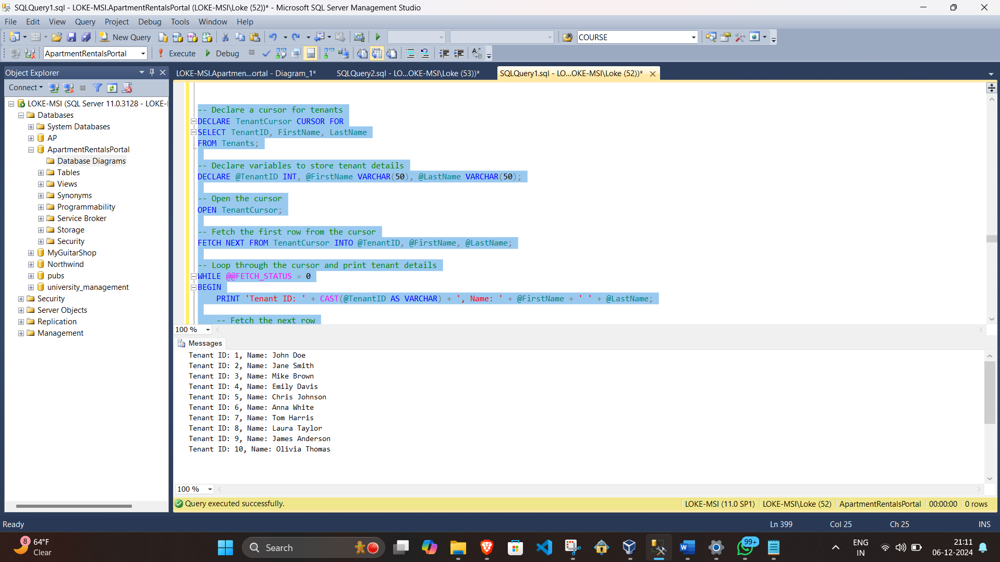 SQLQuery1.sql - LOKE-MSI.ApartmentRentalsPortal (LOKE-MSI\Loke (52))* - Microsoft SQL Server Management Studio
File Edit View Query Project Debug Tools Window Help
New Query COURSE
ApartmentRentalsPortal Execute Debug
Object Explorer
LOKE-MSI.Apartmen...ortal - Diagram_1* SQLQuery2.sql - LO...OKE-MSI\Loke (53))* SQLQuery1.sql - LO...OKE-MSI\Loke (52))*
Connect
LOKE-MSI (SQL Server 11.0.3128 - LOKE-
Databases
System Databases
AP
ApartmentRentalsPortal
Database Diagrams
Tables
Views
Synonyms
Programmability
Service Broker
Storage
Security
MyGuitarShop
Northwind
pubs
university_management
Security
Server Objects
Replication
Management
-- Declare a cursor for tenants
DECLARE TenantCursor CURSOR FOR
SELECT TenantID, FirstName, LastName
FROM Tenants;
-- Declare variables to store tenant details
DECLARE @TenantID INT, @FirstName VARCHAR(50), @LastName VARCHAR(50);
-- Open the cursor
OPEN TenantCursor;
-- Fetch the first row from the cursor
FETCH NEXT FROM TenantCursor INTO @TenantID, @FirstName, @LastName;
-- Loop through the cursor and print tenant details
WHILE @@FETCH_STATUS = 0
BEGIN
PRINT 'Tenant ID: ' + CAST(@TenantID AS VARCHAR) + ', Name: ' + @FirstName + ' ' + @LastName;
-- Fetch the next row
100 %
Messages
Tenant ID: 1, Name: John Doe
Tenant ID: 2, Name: Jane Smith
Tenant ID: 3, Name: Mike Brown
Tenant ID: 4, Name: Emily Davis
Tenant ID: 5, Name: Chris Johnson
Tenant ID: 6, Name: Anna White
Tenant ID: 7, Name: Tom Harris
Tenant ID: 8, Name: Laura Taylor
Tenant ID: 9, Name: James Anderson
Tenant ID: 10, Name: Olivia Thomas
100 %
Query executed successfully. LOKE-MSI (11.0 SP1) LOKE-MSI\Loke (52) ApartmentRentalsPortal 00:00:00 0 rows
Ready Ln 399 Col 25 Ch 25 INS
8 64°F
Clear
Search
99+
ENG
IN
21:11
06-12-2024